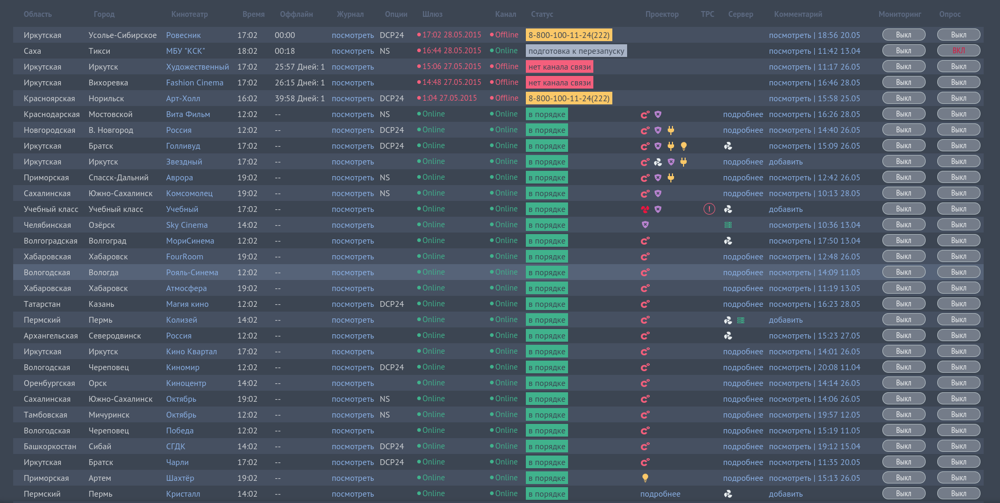 Область Город Кинотеатр Время Оффлайн Журнал Опции Шлюз Канал Статус Проектор ТРС Сервер Комментарий Мониторинг Опрос
Иркутская Усолье-Сибирское Ровесник 17:02 00:00 посмотреть DCP24 17:02 28.05.2015 Offline 8-800-100-11-24(222) посмотреть | 18:56 20.05 Выкл Выкл
Саха Тикси МБУ "КСК" 18:02 00:18 посмотреть NS 16:44 28.05.2015 Online подготовка к перезапуску посмотреть | 11:42 13.04 Выкл ВКЛ
Иркутская Иркутск Художественный 17:02 25:57 Дней: 1 посмотреть 15:06 27.05.2015 Offline нет канала связи посмотреть | 11:17 26.05 Выкл Выкл
Иркутская Вихоревка Fashion Cinema 17:02 26:15 Дней: 1 посмотреть 14:48 27.05.2015 Offline нет канала связи посмотреть | 16:46 28.05 Выкл Выкл
Красноярская Норильск Арт-Холл 16:02 39:58 Дней: 1 посмотреть DCP24 1:04 27.05.2015 Offline 8-800-100-11-24(222) посмотреть | 15:58 25.05 Выкл Выкл
Краснодарская Мостовской Вита Фильм 12:02 -- посмотреть NS Online Online в порядке подробнее посмотреть | 16:26 28.05 Выкл Выкл
Новгородская В. Новгород Россия 12:02 -- посмотреть DCP24 Online Online в порядке подробнее посмотреть | 14:40 26.05 Выкл Выкл
Иркутская Братск Голливуд 17:02 -- посмотреть DCP24 Online Online в порядке посмотреть | 15:09 26.05 Выкл Выкл
Иркутская Иркутск Звездный 17:02 -- посмотреть Online Online в порядке подробнее добавить Выкл Выкл
Приморская Спасск-Дальний Аврора 19:02 -- посмотреть NS Online Online в порядке подробнее посмотреть | 12:42 26.05 Выкл Выкл
Сахалинская Южно-Сахалинск Комсомолец 19:02 -- посмотреть NS Online Online в порядке подробнее посмотреть | 10:13 28.05 Выкл Выкл
Учебный класс Учебный класс Учебный 17:02 -- посмотреть Online Online в порядке ! добавить Выкл Выкл
Челябинская Озёрск Sky Cinema 14:02 -- посмотреть Online Online в порядке посмотреть | 10:36 13.04 Выкл Выкл
Волгоградская Волгоград МориСинема 12:02 -- посмотреть Online Online в порядке посмотреть | 17:50 13.04 Выкл Выкл
Хабаровская Хабаровск FourRoom 19:02 -- посмотреть Online Online в порядке подробнее посмотреть | 12:48 26.05 Выкл Выкл
Вологодская Вологда Рояль-Синема 12:02 -- посмотреть Online Online в порядке подробнее посмотреть | 14:09 11.05 Выкл Выкл
Хабаровская Хабаровск Атмосфера 19:02 -- посмотреть Online Online в порядке подробнее посмотреть | 11:19 13.05 Выкл Выкл
Татарстан Казань Магия кино 12:02 -- посмотреть DCP24 Online Online в порядке подробнее посмотреть | 16:23 28.05 Выкл Выкл
Пермский Пермь Колизей 14:02 -- посмотреть Online Online в порядке добавить Выкл Выкл
Архангельская Северодвинск Россия 12:02 -- посмотреть Online Online в порядке посмотреть | 15:23 27.05 Выкл Выкл
Иркутская Иркутск Кино Квартал 17:02 -- посмотреть Online Online в порядке подробнее посмотреть | 14:01 26.05 Выкл Выкл
Вологодская Череповец Киномир 12:02 -- посмотреть DCP24 Online Online в порядке подробнее посмотреть | 20:08 11.04 Выкл Выкл
Оренбургская Орск Киноцентр 14:02 -- посмотреть Online Online в порядке подробнее посмотреть | 14:14 26.05 Выкл Выкл
Сахалинская Южно-Сахалинск Октябрь 19:02 -- посмотреть NS Online Online в порядке подробнее посмотреть | 14:06 26.05 Выкл Выкл
Тамбовская Мичуринск Октябрь 12:02 -- посмотреть NS Online Online в порядке подробнее посмотреть | 19:57 12.05 Выкл Выкл
Вологодская Череповец Победа 12:02 -- посмотреть Online Online в порядке подробнее посмотреть | 15:19 11.05 Выкл Выкл
Башкоркостан Сибай СГДК 14:02 -- посмотреть DCP24 Online Online в порядке подробнее посмотреть | 19:12 15.04 Выкл Выкл
Иркутская Братск Чарли 17:02 -- посмотреть DCP24 Online Online в порядке подробнее посмотреть | 11:35 20.05 Выкл Выкл
Приморская Артем Шахтёр 19:02 -- посмотреть Online Online в порядке подробнее посмотреть | 15:13 26.05 Выкл Выкл
Пермский Пермь Кристалл 14:02 -- посмотреть Online Online в порядке подробнее добавить Выкл Выкл